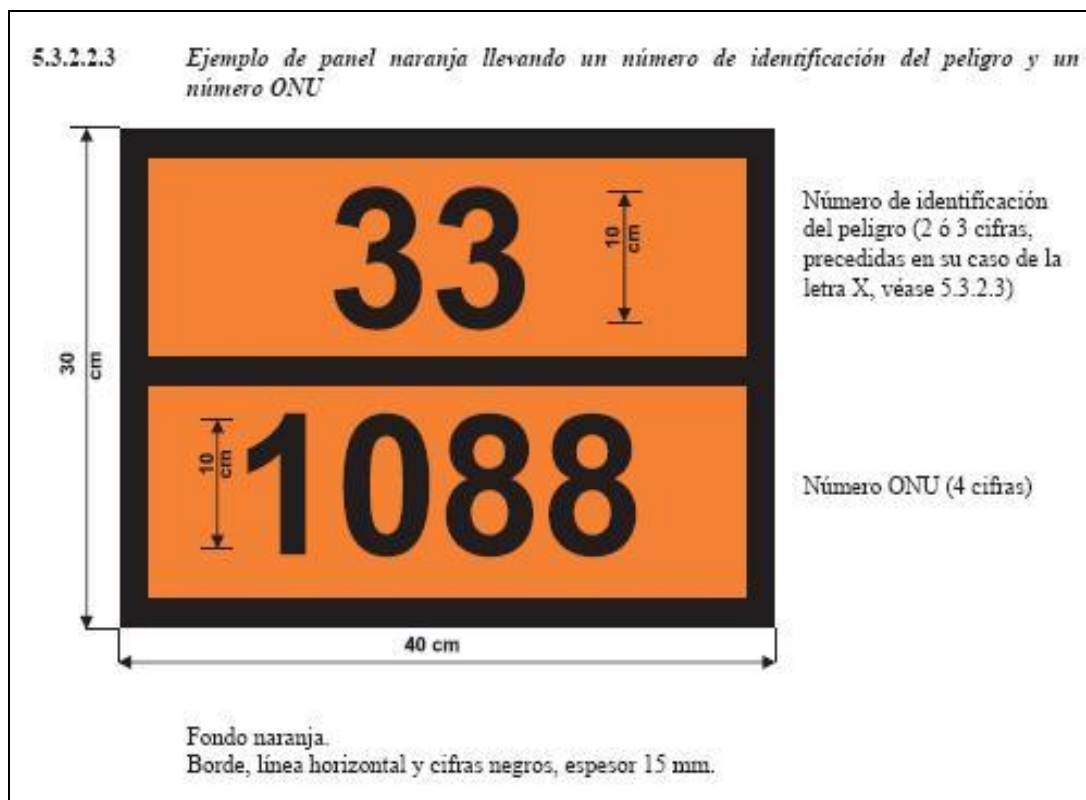 5.3.2.2.3 Ejemplo de panel naranja llevando un número de identificación del peligro y un
número ONU
33
10 cm
Número de identificación
del peligro (2 ó 3 cifras,
precedidas en su caso de la
letra X, véase 5.3.2.3)
30 cm
1088
10 cm
Número ONU (4 cifras)
40 cm
Fondo naranja.
Borde, línea horizontal y cifras negros, espesor 15 mm.